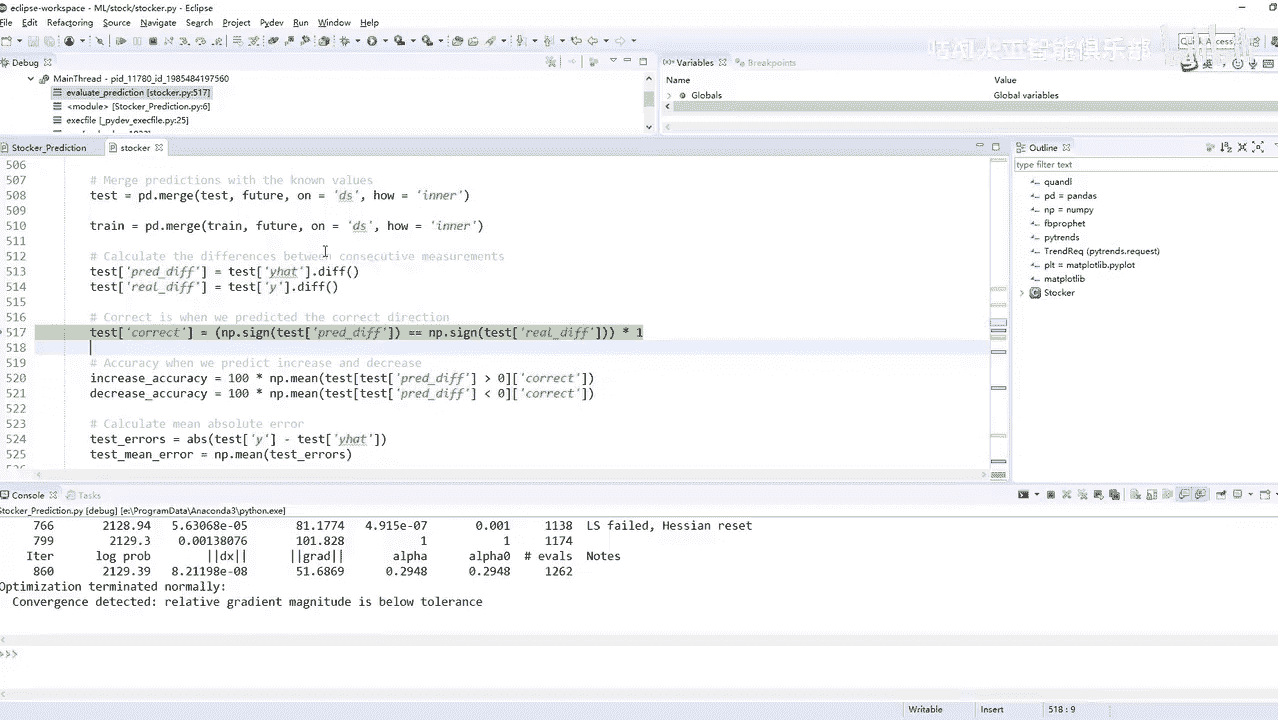 eclipse-workspace - ML/stock/stocker.py - Eclipse
File Edit Refactoring Source Navigate Search Project Pydev Run Window Help
Debug
MainThread - pid_11780_id_1985484197560
evaluate_prediction [stocker.py:517]
<module> [Stocker_Prediction.py:6]
execfile [_pydev_execfile.py:25]
Variables Breakpoints
Name Value
Globals Global variables
Stocker_Prediction stocker
506
507 # Merge predictions with the known values
508 test = pd.merge(test, future, on = 'ds', how = 'inner')
509
510 train = pd.merge(train, future, on = 'ds', how = 'inner')
511
512 # Calculate the differences between consecutive measurements
513 test['pred_diff'] = test['yhat'].diff()
514 test['real_diff'] = test['y'].diff()
515
516 # Correct is when we predict the correct direction
517 test['correct'] = (np.sign(test['pred_diff']) == np.sign(test['real_diff'])) * 1
518
519 # Accuracy when we predict increase and decrease
520 increase_accuracy = 100 * np.mean(test[test['pred_diff'] > 0]['correct'])
521 decrease_accuracy = 100 * np.mean(test[test['pred_diff'] < 0]['correct'])
522
523 # Calculate mean absolute error
524 test_errors = abs(test['y'] - test['yhat'])
525 test_mean_error = np.mean(test_errors)
Outline
type filter text
quandl
pd = pandas
np = numpy
fbprophet
pytrends
TrendReq (pytrends.request)
plt = matplotlib.pyplot
matplotlib
Stocker
Console Tasks
Stocker_Prediction.py [debug] [e:\ProgramData\Anaconda3\python.exe]
766 2128.94 5.63068e-05 81.1774 4.915e-07 0.001 1138 LS failed, Hessian reset
799 2129.3 0.00138076 101.828 1 1 1174
Iter log prob ||dx|| ||grad|| alpha alpha0 # evals Notes
860 2129.39 8.21198e-08 51.6869 0.2948 0.2948 1262
Optimization terminated normally:
Convergence detected: relative gradient magnitude is below tolerance
>>>
Writable Insert 518 : 9